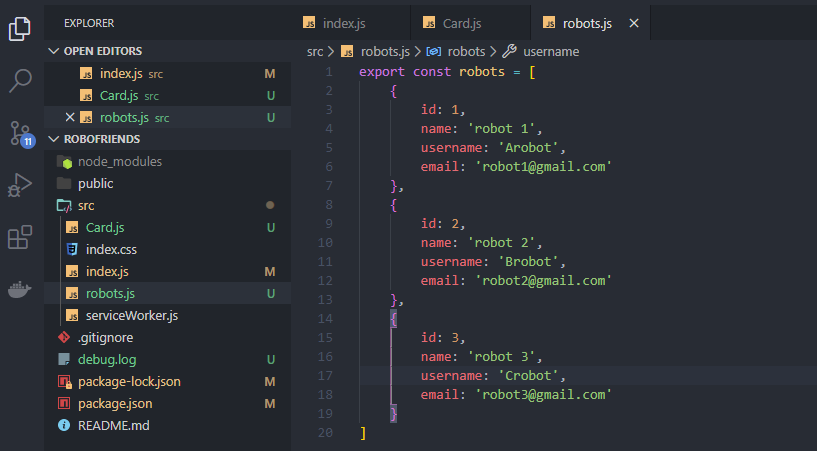 EXPLORER
OPEN EDITORS
index.js src M
Card.js src U
robots.js src U
ROBOFRIENDS
node_modules
public
src
Card.js U
index.css
index.js M
robots.js U
serviceWorker.js
.gitignore
debug.log U
package-lock.json M
package.json M
README.md
11
JS index.js JS Card.js JS robots.js
src > JS robots.js > robots > username
1 export const robots = [
2 {
3 id: 1,
4 name: 'robot 1',
5 username: 'Arobot',
6 email: 'robot1@gmail.com'
7 },
8 {
9 id: 2,
10 name: 'robot 2',
11 username: 'Brobot',
12 email: 'robot2@gmail.com'
13 },
14 {
15 id: 3,
16 name: 'robot 3',
17 username: 'Crobot',
18 email: 'robot3@gmail.com'
19 }
20 ]